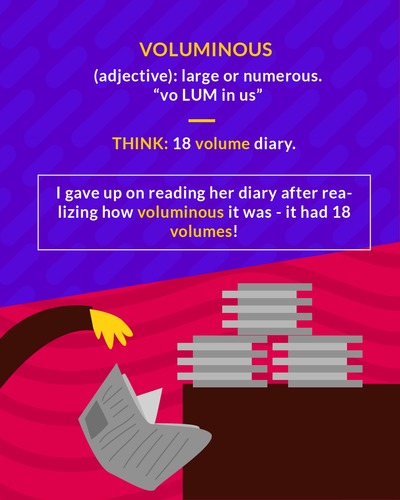 VOLUMINOUS
(adjective): large or numerous.
“vo LUM in us”
THINK: 18 volume diary.
I gave up on reading her diary after rea-
lizing how voluminous it was - it had 18
volumes!